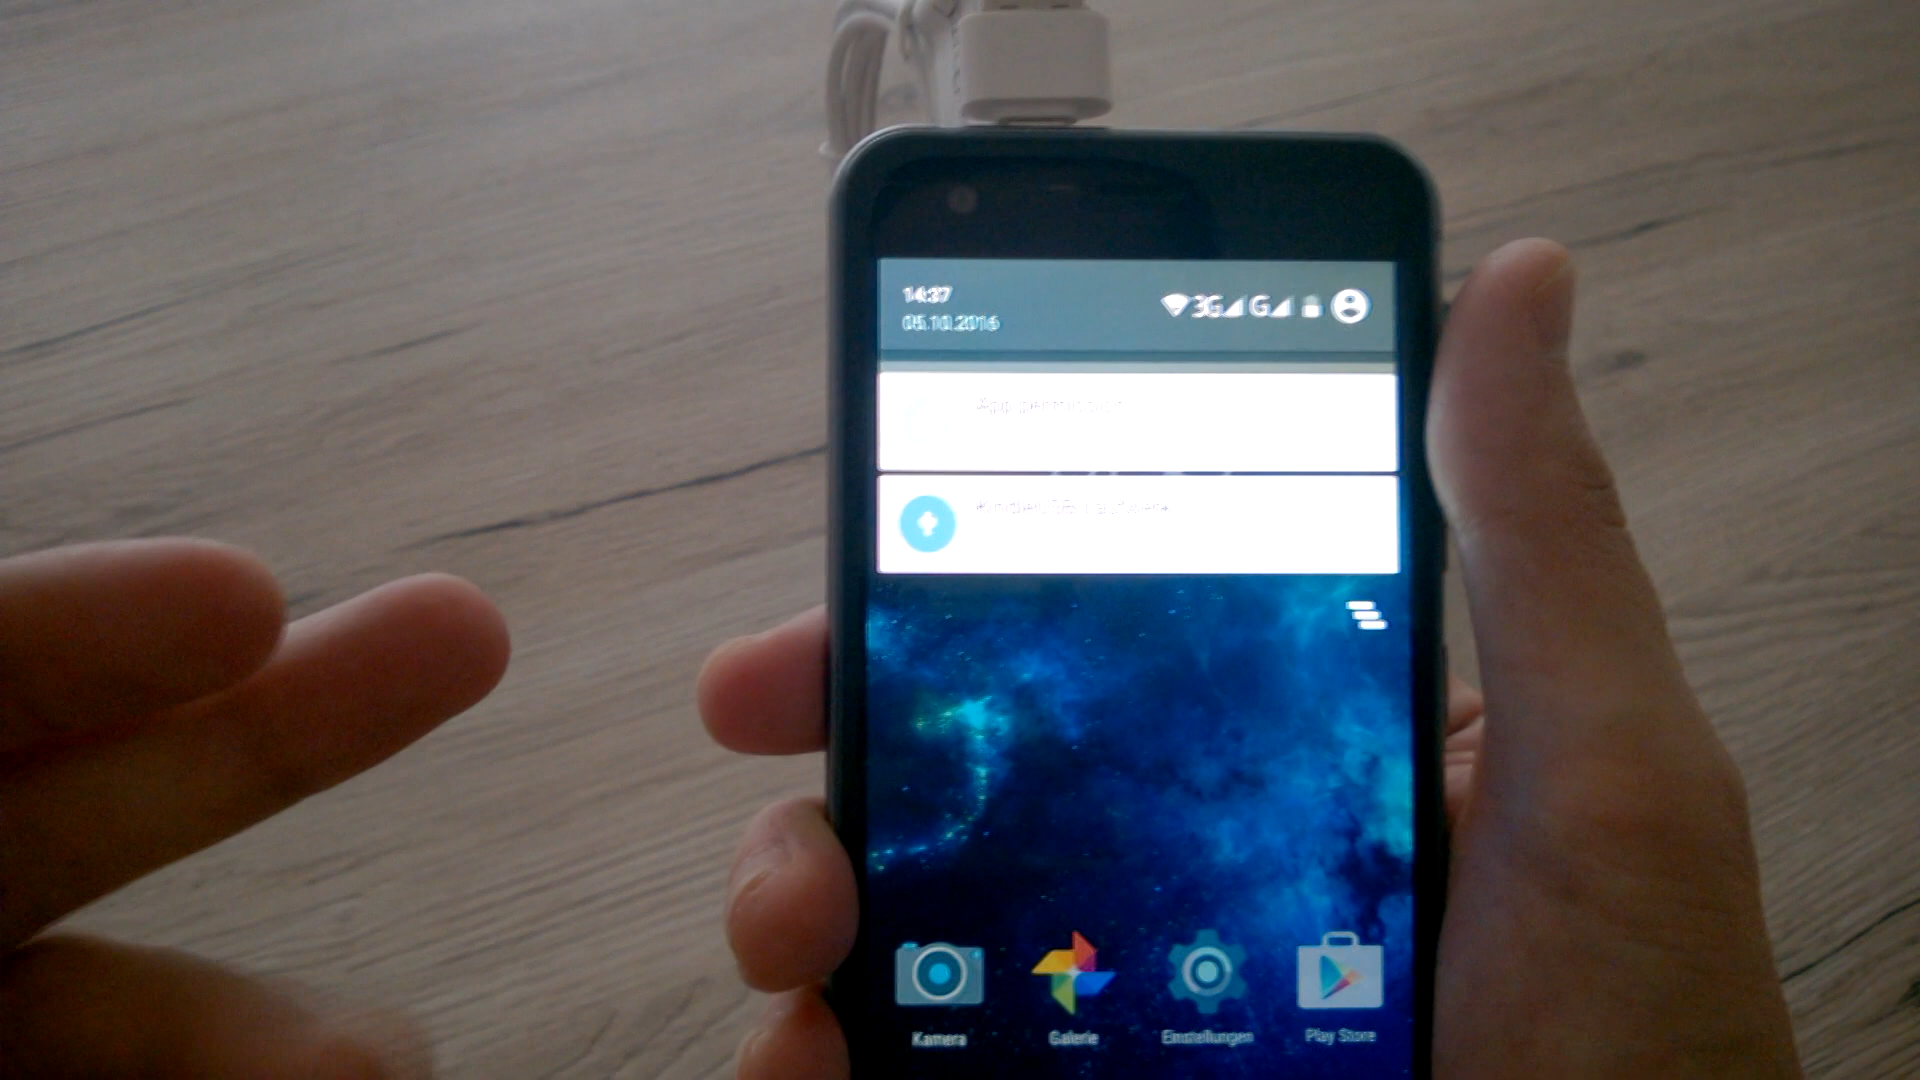 14:37
05.10.2016
3G G
Kamera
Galerie
Einstellungen
Play Store